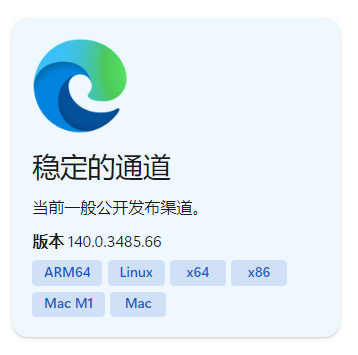 稳定的通道
当前一般公开发布渠道。
版本 140.0.3485.66
ARM64 Linux x64 x86
Mac M1 Mac